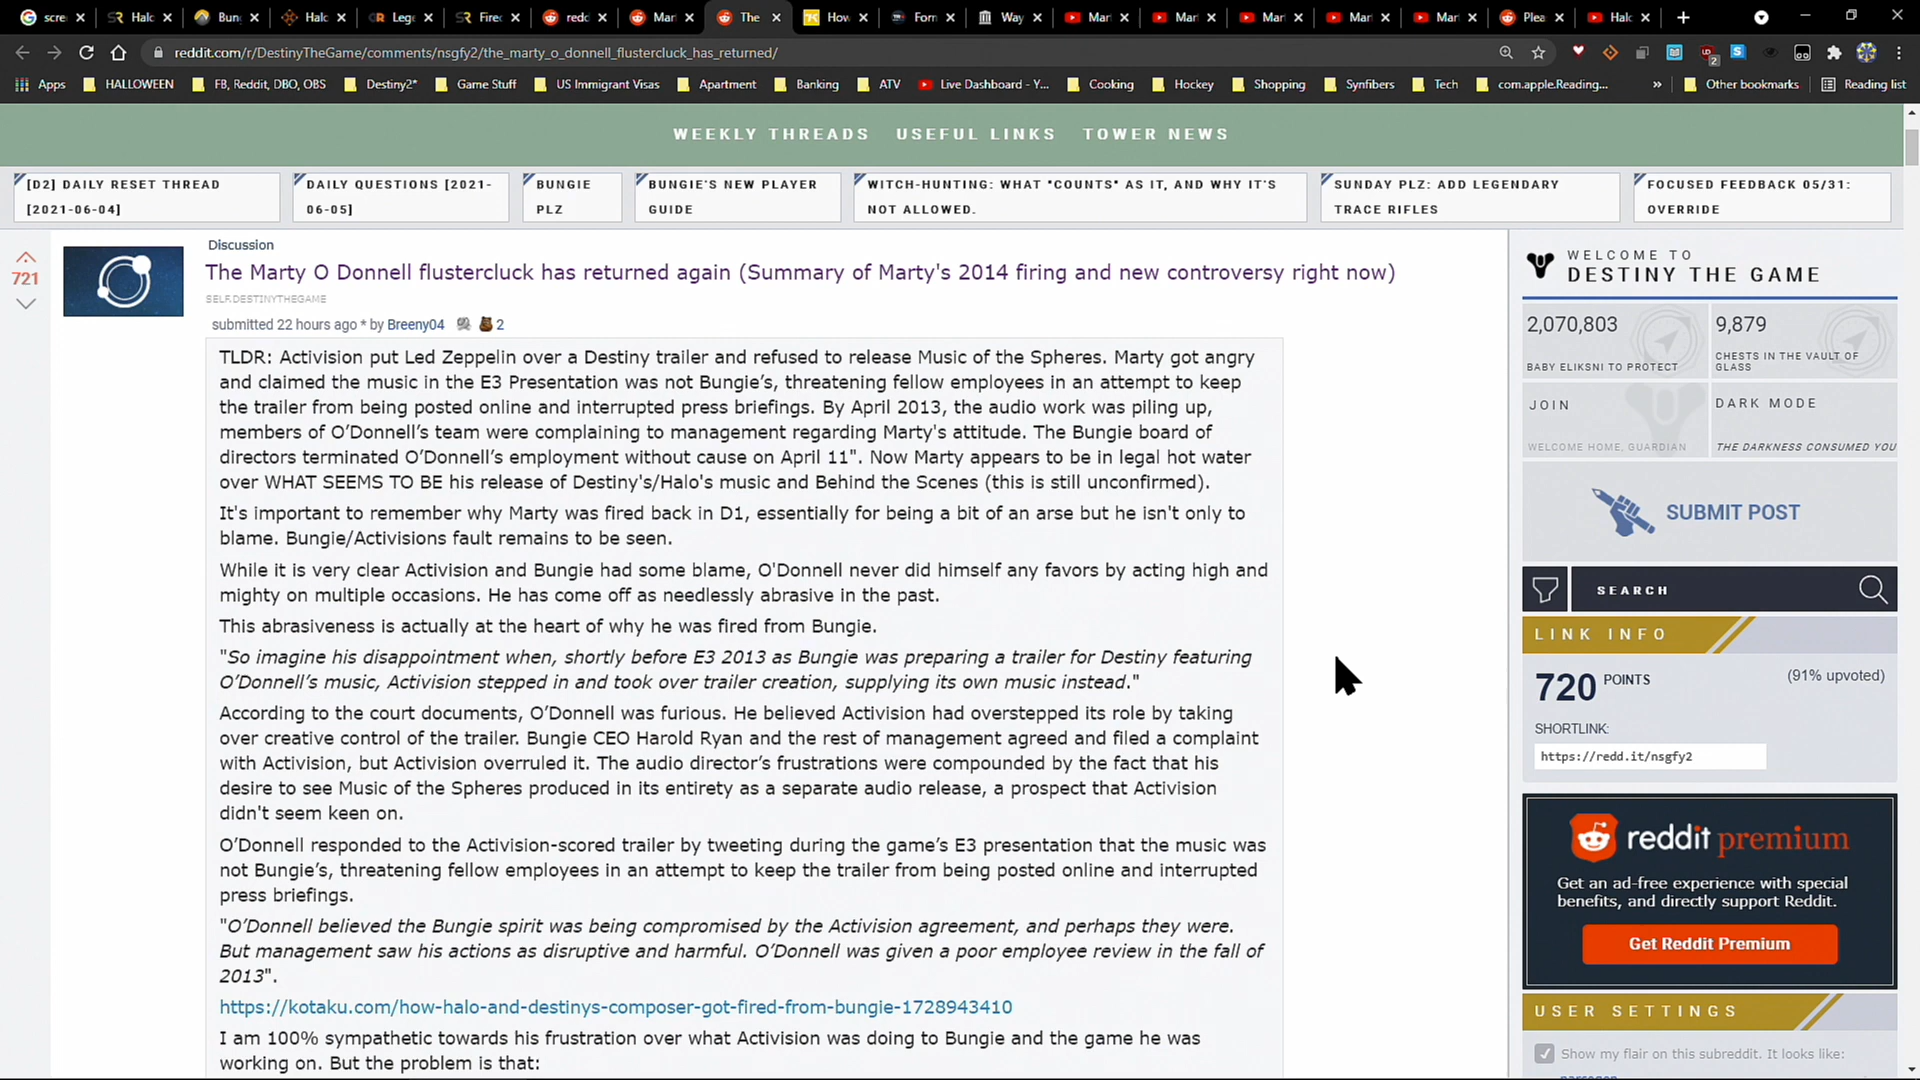 scree
Halo
Bung
Halo
Lege
Firec
redd
Mart
The
How
Form
Way
Mart
Mart
Mart
Mart
Mart
Plea
Halo
reddit.com/r/DestinyTheGame/comments/nsgfy2/the_marty_o_donnell_flustercluck_has_returned/
2
Apps HALLOWEEN FB, Reddit, DBO, OBS Destiny2* Game Stuff US Immigrant Visas Apartment Banking ATV Live Dashboard - Y... Cooking Hockey Shopping Synfibers Tech com.apple.Reading... » Other bookmarks Reading list
WEEKLY THREADS USEFUL LINKS TOWER NEWS
[D2] DAILY RESET THREAD
[2021-06-04]
DAILY QUESTIONS [2021-
06-05]
BUNGIE
PLZ
BUNGIE'S NEW PLAYER
GUIDE
WITCH-HUNTING: WHAT "COUNTS" AS IT, AND WHY IT'S
NOT ALLOWED.
SUNDAY PLZ: ADD LEGENDARY
TRACE RIFLES
FOCUSED FEEDBACK 05/31:
OVERRIDE
721
Discussion
The Marty O Donnell flustercluck has returned again (Summary of Marty's 2014 firing and new controversy right now)
SELF.DESTINYTHEGAME
submitted 22 hours ago * by Breeny04 2
TLDR: Activision put Led Zeppelin over a Destiny trailer and refused to release Music of the Spheres. Marty got angry
and claimed the music in the E3 Presentation was not Bungie's, threatening fellow employees in an attempt to keep
the trailer from being posted online and interrupted press briefings. By April 2013, the audio work was piling up,
members of O'Donnell's team were complaining to management regarding Marty's attitude. The Bungie board of
directors terminated O'Donnell's employment without cause on April 11". Now Marty appears to be in legal hot water
over WHAT SEEMS TO BE his release of Destiny's/Halo's music and Behind the Scenes (this is still unconfirmed).
It's important to remember why Marty was fired back in D1, essentially for being a bit of an arse but he isn't only to
blame. Bungie/Activisions fault remains to be seen.
While it is very clear Activision and Bungie had some blame, O'Donnell never did himself any favors by acting high and
mighty on multiple occasions. He has come off as needlessly abrasive in the past.
This abrasiveness is actually at the heart of why he was fired from Bungie.
"So imagine his disappointment when, shortly before E3 2013 as Bungie was preparing a trailer for Destiny featuring
O'Donnell's music, Activision stepped in and took over trailer creation, supplying its own music instead."
According to the court documents, O'Donnell was furious. He believed Activision had overstepped its role by taking
over creative control of the trailer. Bungie CEO Harold Ryan and the rest of management agreed and filed a complaint
with Activision, but Activision overruled it. The audio director's frustrations were compounded by the fact that his
desire to see Music of the Spheres produced in its entirety as a separate audio release, a prospect that Activision
didn't seem keen on.
O'Donnell responded to the Activision-scored trailer by tweeting during the game's E3 presentation that the music was
not Bungie's, threatening fellow employees in an attempt to keep the trailer from being posted online and interrupted
press briefings.
"O'Donnell believed the Bungie spirit was being compromised by the Activision agreement, and perhaps they were.
But management saw his actions as disruptive and harmful. O'Donnell was given a poor employee review in the fall of
2013".
https://kotaku.com/how-halo-and-destinys-composer-got-fired-from-bungie-1728943410
I am 100% sympathetic towards his frustration over what Activision was doing to Bungie and the game he was
working on. But the problem is that:
WELCOME TO
DESTINY THE GAME
2,070,803
BABY ELIKSNI TO PROTECT
9,879
CHESTS IN THE VAULT OF
GLASS
JOIN
WELCOME HOME, GUARDIAN
DARK MODE
THE DARKNESS CONSUMED YOU
SUBMIT POST
SEARCH
LINK INFO
720 POINTS (91% upvoted)
SHORTLINK:
https://redd.it/nsgfy2
reddit premium
Get an ad-free experience with special
benefits, and directly support Reddit.
Get Reddit Premium
USER SETTINGS
Show my flair on this subreddit. It looks like: